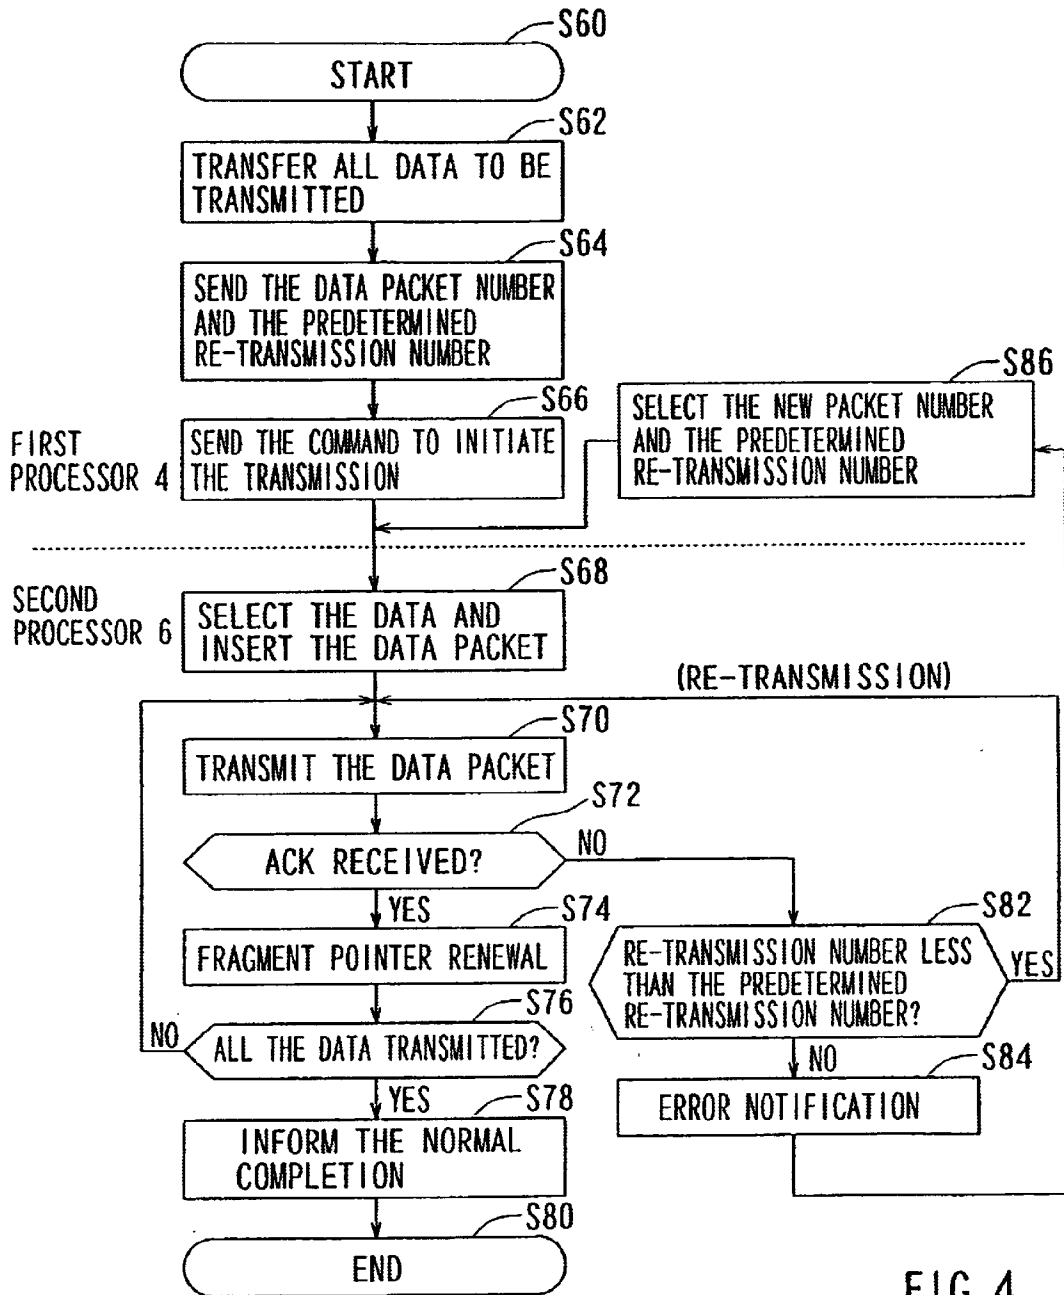 S60
START
S62
TRANSFER ALL DATA TO BE
TRANSMITTED
S64
SEND THE DATA PACKET NUMBER
AND THE PREDETERMINED
RE-TRANSMISSION NUMBER
S86
SELECT THE NEW PACKET NUMBER
AND THE PREDETERMINED
RE-TRANSMISSION NUMBER
S66
FIRST
PROCESSOR 4
SEND THE COMMAND TO INITIATE
THE TRANSMISSION
SECOND
PROCESSOR 6
S68
SELECT THE DATA AND
INSERT THE DATA PACKET
(RE-TRANSMISSION)
S70
TRANSMIT THE DATA PACKET
S72
ACK RECEIVED?
NO
YES
S74
FRAGMENT POINTER RENEWAL
S82
RE-TRANSMISSION NUMBER LESS
THAN THE PREDETERMINED
RE-TRANSMISSION NUMBER?
YES
S76
NO
ALL THE DATA TRANSMITTED?
NO
S84
ERROR NOTIFICATION
YES
S78
INFORM THE NORMAL
COMPLETION
S80
END
FIG. 4